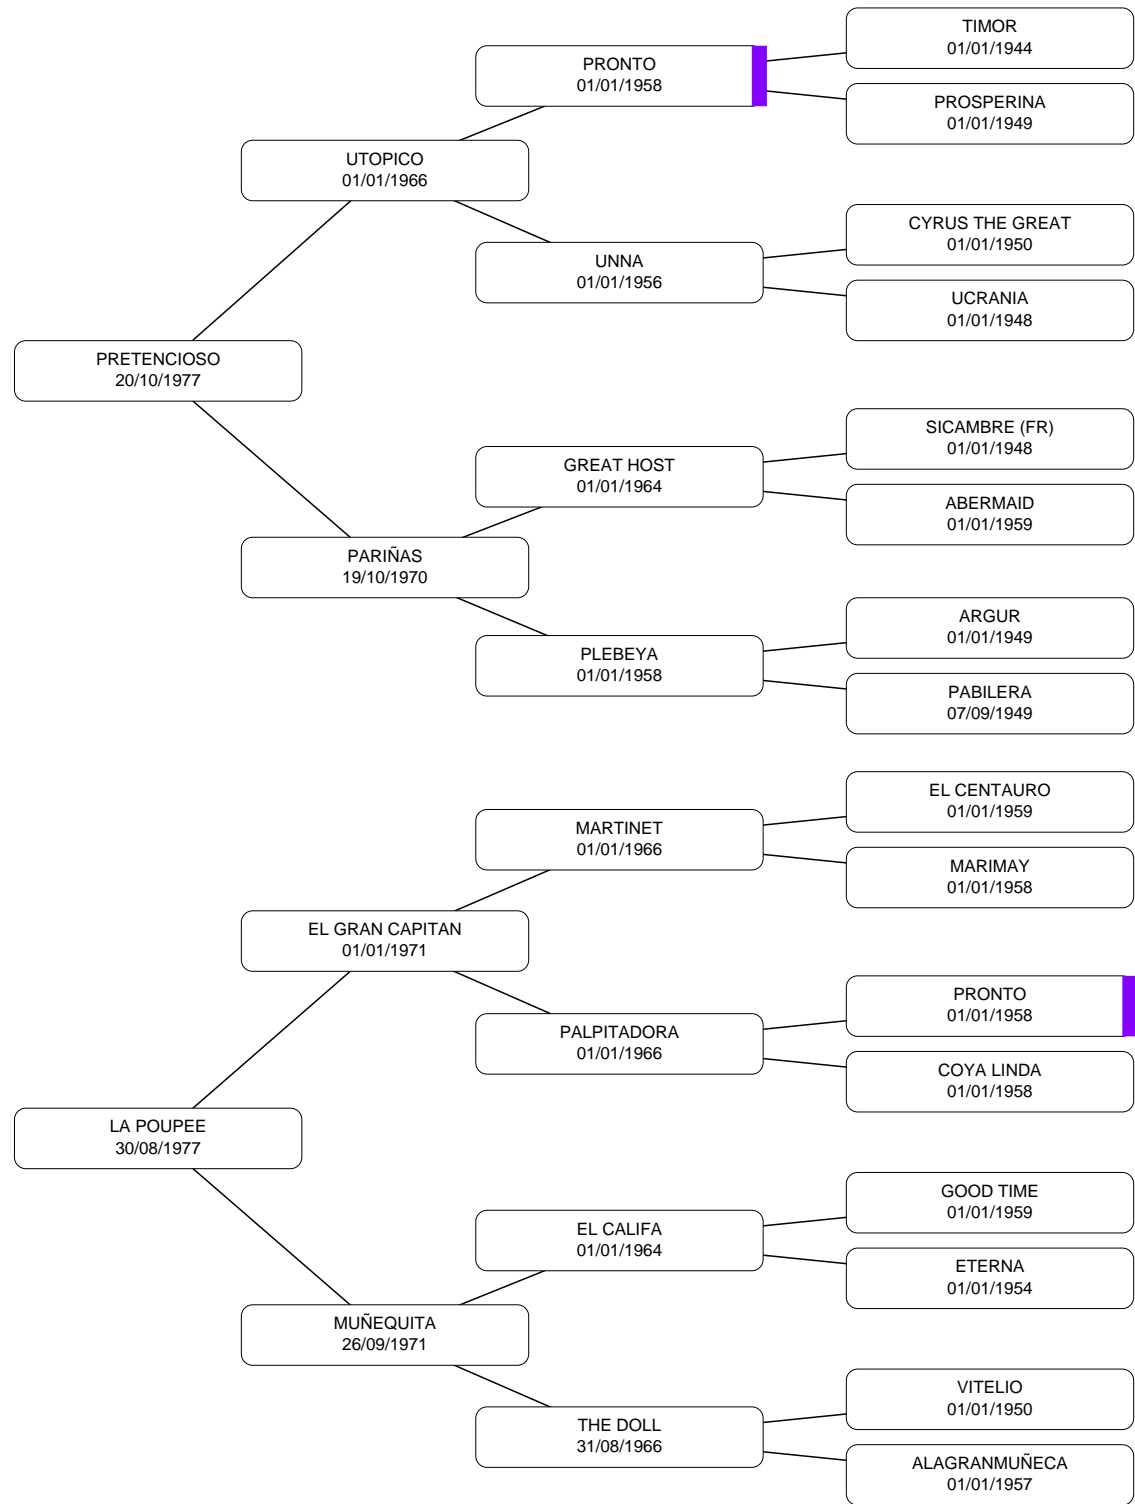 TIMOR
01/01/1944
PRONTO
01/01/1958
PROSPERINA
01/01/1949
UTOPICO
01/01/1966
CYRUS THE GREAT
01/01/1950
UNNA
01/01/1956
UCRANIA
01/01/1948
PRETENCIOSO
20/10/1977
SICAMBRE (FR)
01/01/1948
GREAT HOST
01/01/1964
ABERMAID
01/01/1959
PARIÑAS
19/10/1970
ARGUR
01/01/1949
PLEBEYA
01/01/1958
PABILERA
07/09/1949
EL CENTAURO
01/01/1959
MARTINET
01/01/1966
MARIMAY
01/01/1958
EL GRAN CAPITAN
01/01/1971
PRONTO
01/01/1958
PALPITADORA
01/01/1966
COYA LINDA
01/01/1958
LA POUPEE
30/08/1977
GOOD TIME
01/01/1959
EL CALIFA
01/01/1964
ETERNA
01/01/1954
MUÑEQUITA
26/09/1971
VITELIO
01/01/1950
THE DOLL
31/08/1966
ALAGRANMUÑECA
01/01/1957